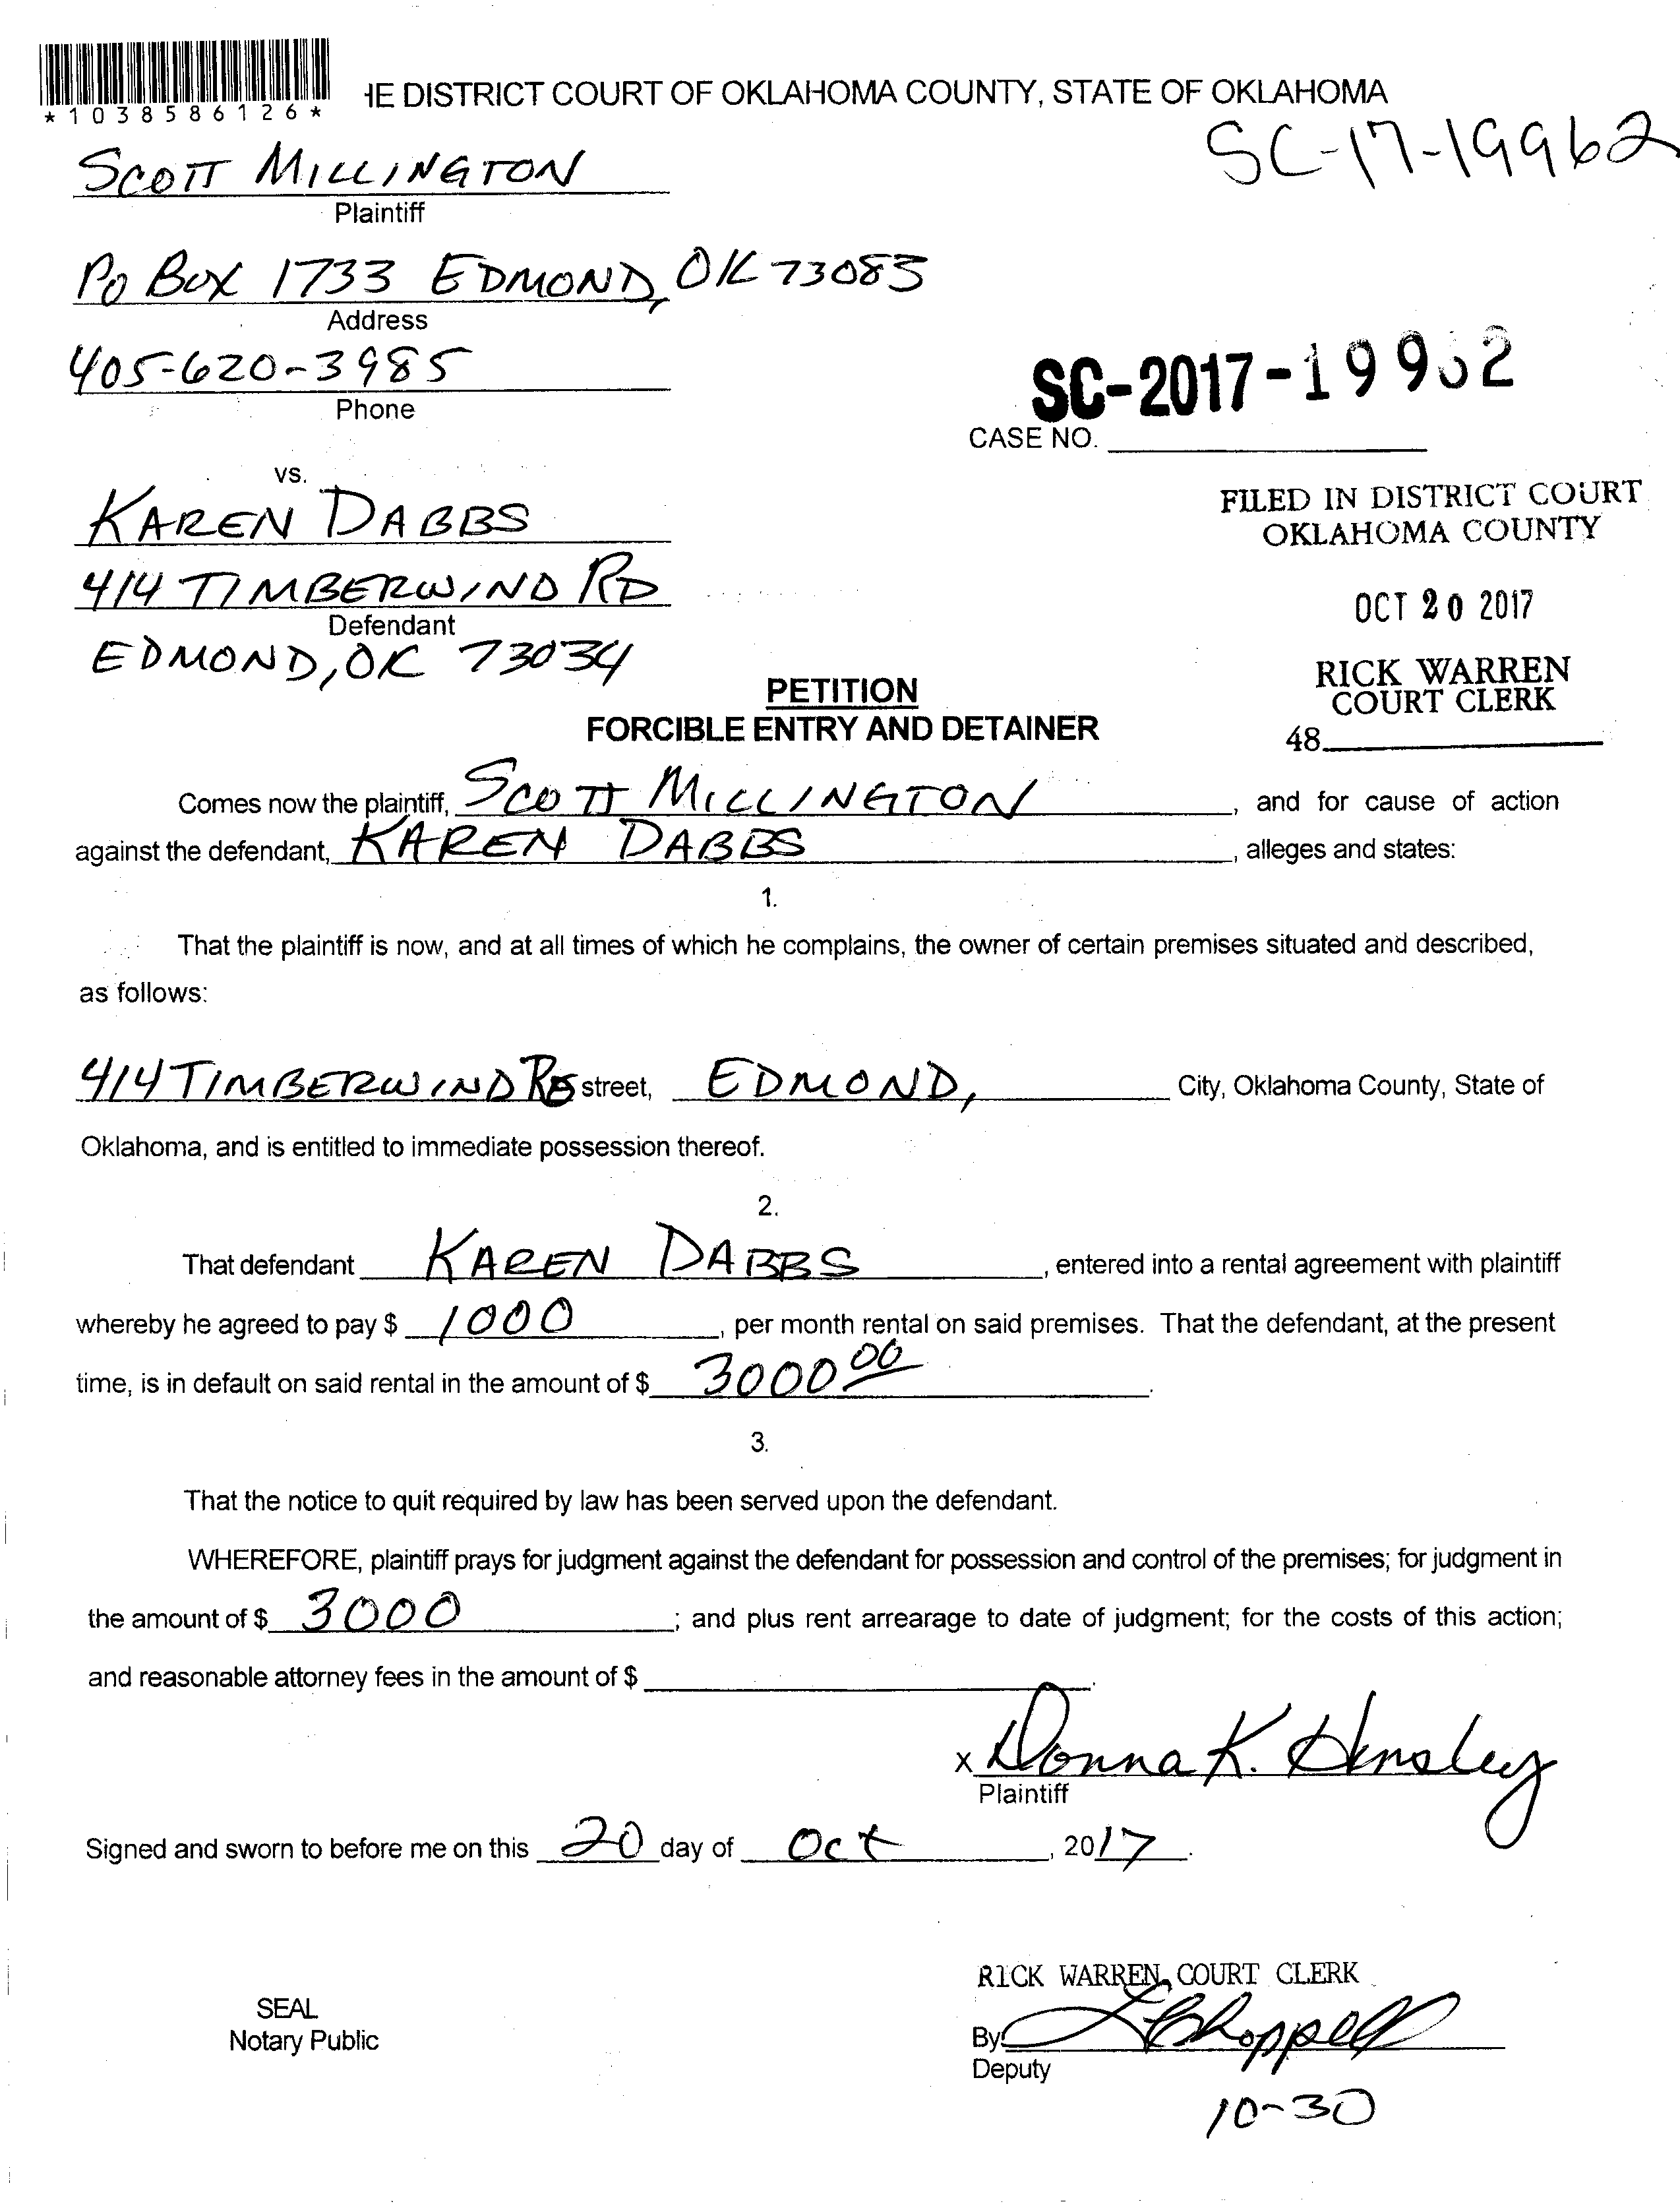 *1038586126*
HE DISTRICT COURT OF OKLAHOMA COUNTY, STATE OF OKLAHOMA
SC-17-19962
SCOTT MILLINGTON
Plaintiff
PO BOX 1733 EDMOND, OK 73083
Address
405-620-3985
Phone
SC-2017-19962
CASE NO.
vs.
KAREN DABBS
414 TIMBERWIND RD
Defendant
EDMOND, OK 73034
FILED IN DISTRICT COURT
OKLAHOMA COUNTY
OCT 20 2017
RICK WARREN
COURT CLERK
48
PETITION
FORCIBLE ENTRY AND DETAINER
Comes now the plaintiff, SCOTT MILLINGTON, and for cause of action
against the defendant, KAREN DABBS, alleges and states:
1.
That the plaintiff is now, and at all times of which he complains, the owner of certain premises situated and described,
as follows:
414 TIMBERWIND RD street, EDMOND, City, Oklahoma County, State of
Oklahoma, and is entitled to immediate possession thereof.
2.
That defendant KAREN DABBS, entered into a rental agreement with plaintiff
whereby he agreed to pay $ 1000, per month rental on said premises. That the defendant, at the present
time, is in default on said rental in the amount of $ 3000 00.
3.
That the notice to quit required by law has been served upon the defendant.
WHEREFORE, plaintiff prays for judgment against the defendant for possession and control of the premises; for judgment in
the amount of $ 3000; and plus rent arrearage to date of judgment; for the costs of this action;
and reasonable attorney fees in the amount of $ .
x Donna K. Hensley
Plaintiff
Signed and sworn to before me on this 20 day of Oct, 2017.
RICK WARREN, COURT CLERK
SEAL
Notary Public
By
Deputy
10-30